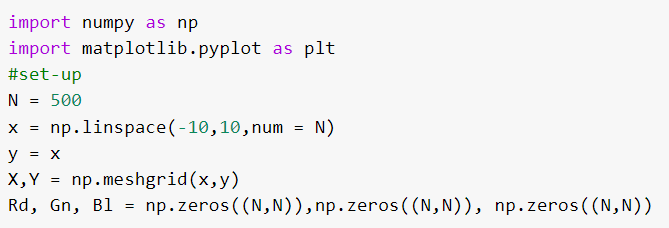 import numpy as np
import matplotlib.pyplot as plt
#set-up
N = 500
x = np.linspace(-10,10,num = N)
y = x
X,Y = np.meshgrid(x,y)
Rd, Gn, Bl = np.zeros((N,N)),np.zeros((N,N)), np.zeros((N,N))